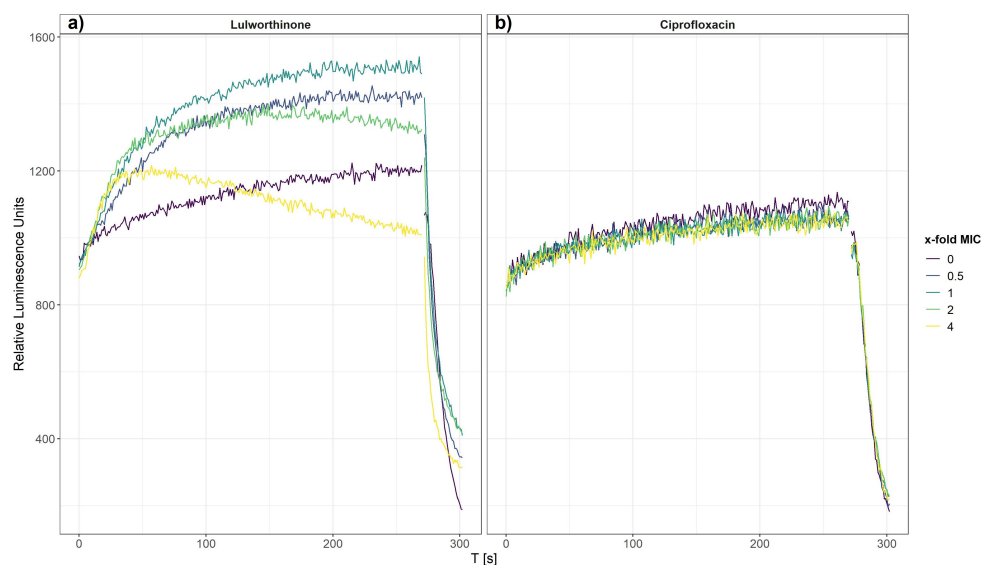 a)
Lulworthinone
b)
Ciprofloxacin
1600
1200
800
400
Relative Luminescence Units
0
100
200
300
0
100
200
300
T [s]
x-fold MIC
0
0.5
1
2
4